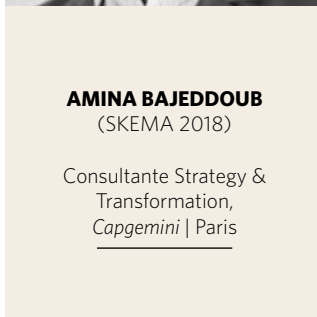 AMINA BAJEDDOUB
(SKEMA 2018)
Consultante Strategy &
Transformation,
Capgemini | Paris